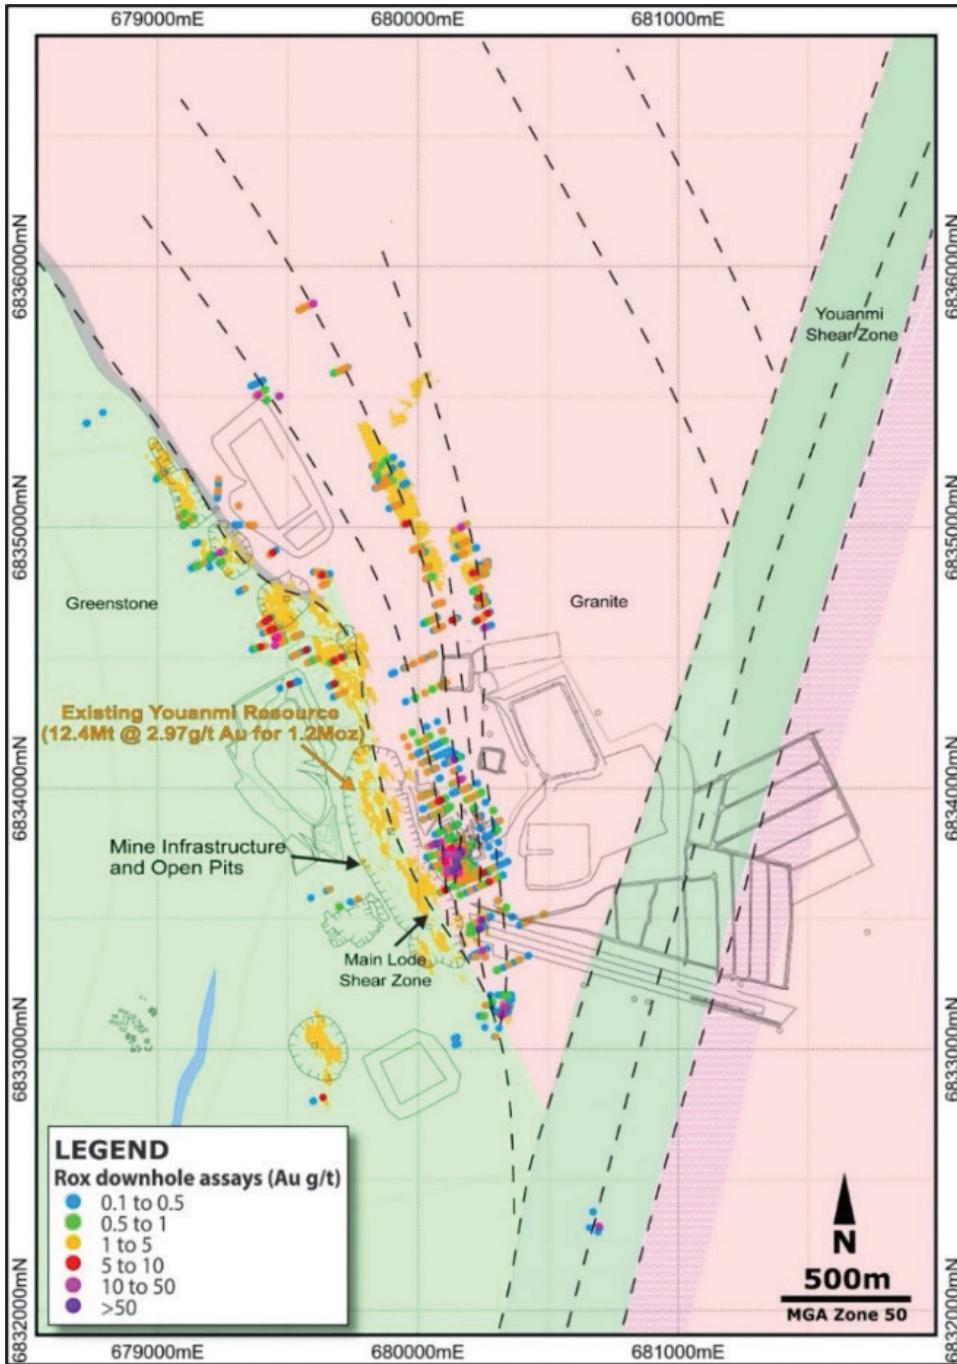 679000mE
680000mE
681000mE
6836000mN
6836000mN
Youanmi
Shear Zone
6835000mN
6835000mN
Greenstone
Granite
Existing Youanmi Resource
(12.4Mt @ 2.97g/t Au for 1.2Moz)
6834000mN
6834000mN
Mine Infrastructure
and Open Pits
Main Lode
Shear Zone
6833000mN
6833000mN
LEGEND
Rox downhole assays (Au g/t)
0.1 to 0.5
0.5 to 1
1 to 5
5 to 10
10 to 50
>50
N
500m
MGA Zone 50
6832000mN
6832000mN
679000mE
680000mE
681000mE